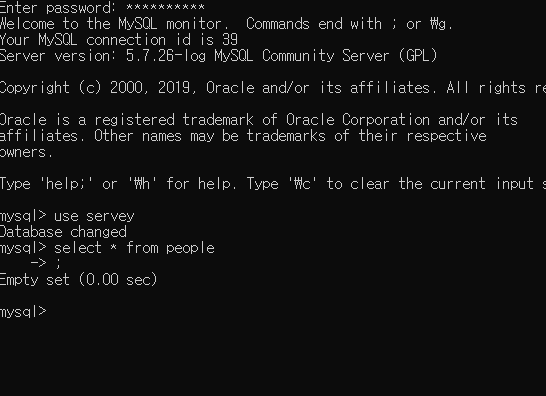 Enter password: **********
Welcome to the MySQL monitor.  Commands end with ; or ₩g.
Your MySQL connection id is 39
Server version: 5.7.26-log MySQL Community Server (GPL)
Copyright (c) 2000, 2019, Oracle and/or its affiliates. All rights re
Oracle is a registered trademark of Oracle Corporation and/or its
affiliates. Other names may be trademarks of their respective
owners.
Type 'help;' or '₩h' for help. Type '₩c' to clear the current input s
mysql> use servey
Database changed
mysql> select * from people
    -> ;
Empty set (0.00 sec)
mysql>